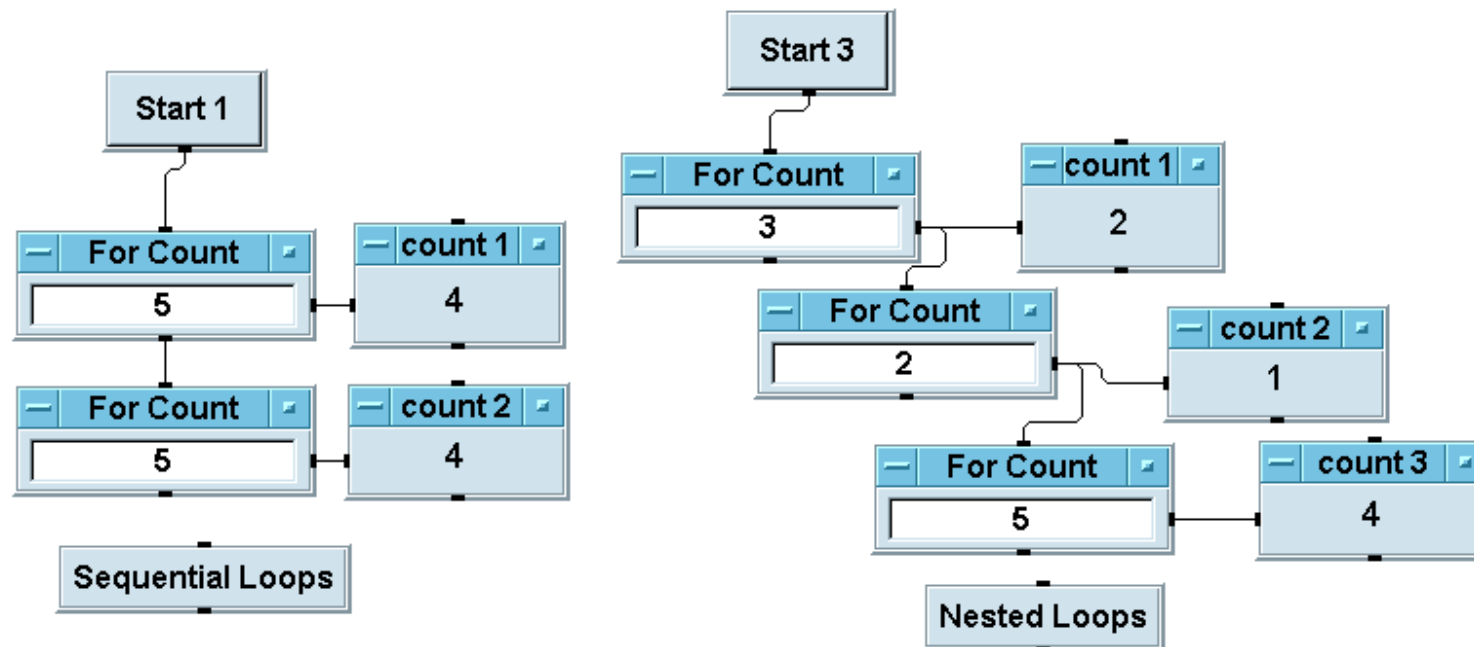 Start 1
For Count
5
count 1
4
For Count
5
count 2
4
Sequential Loops
Start 3
For Count
3
count 1
2
For Count
2
count 2
1
For Count
5
count 3
4
Nested Loops